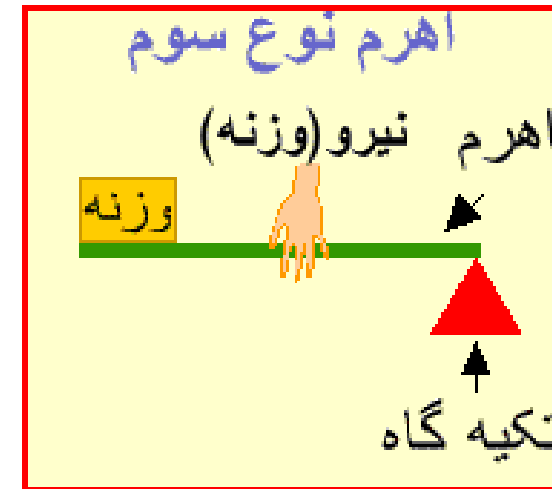 اهرم نوع سوم
اهرم
نیرو(وزنه)
وزنه
تکیه گاه